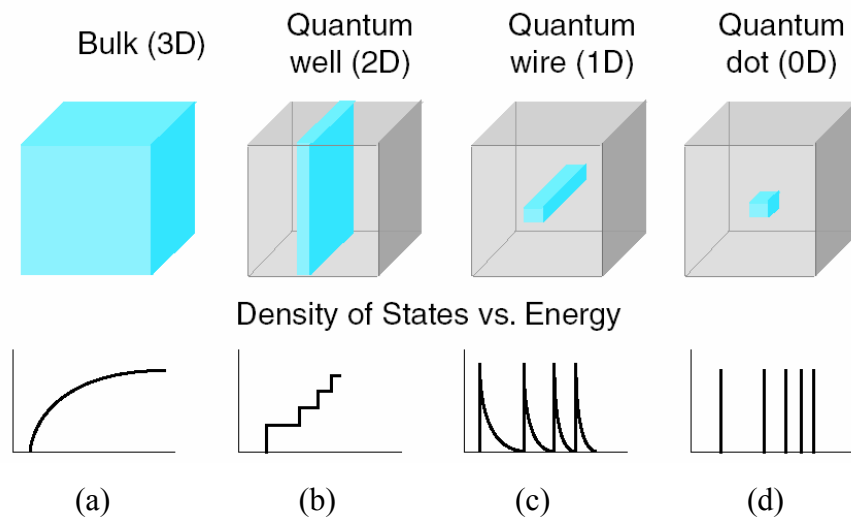 Bulk (3D)
Quantum
well (2D)
Quantum
wire (1D)
Quantum
dot (0D)
Density of States vs. Energy
(a)
(b)
(c)
(d)